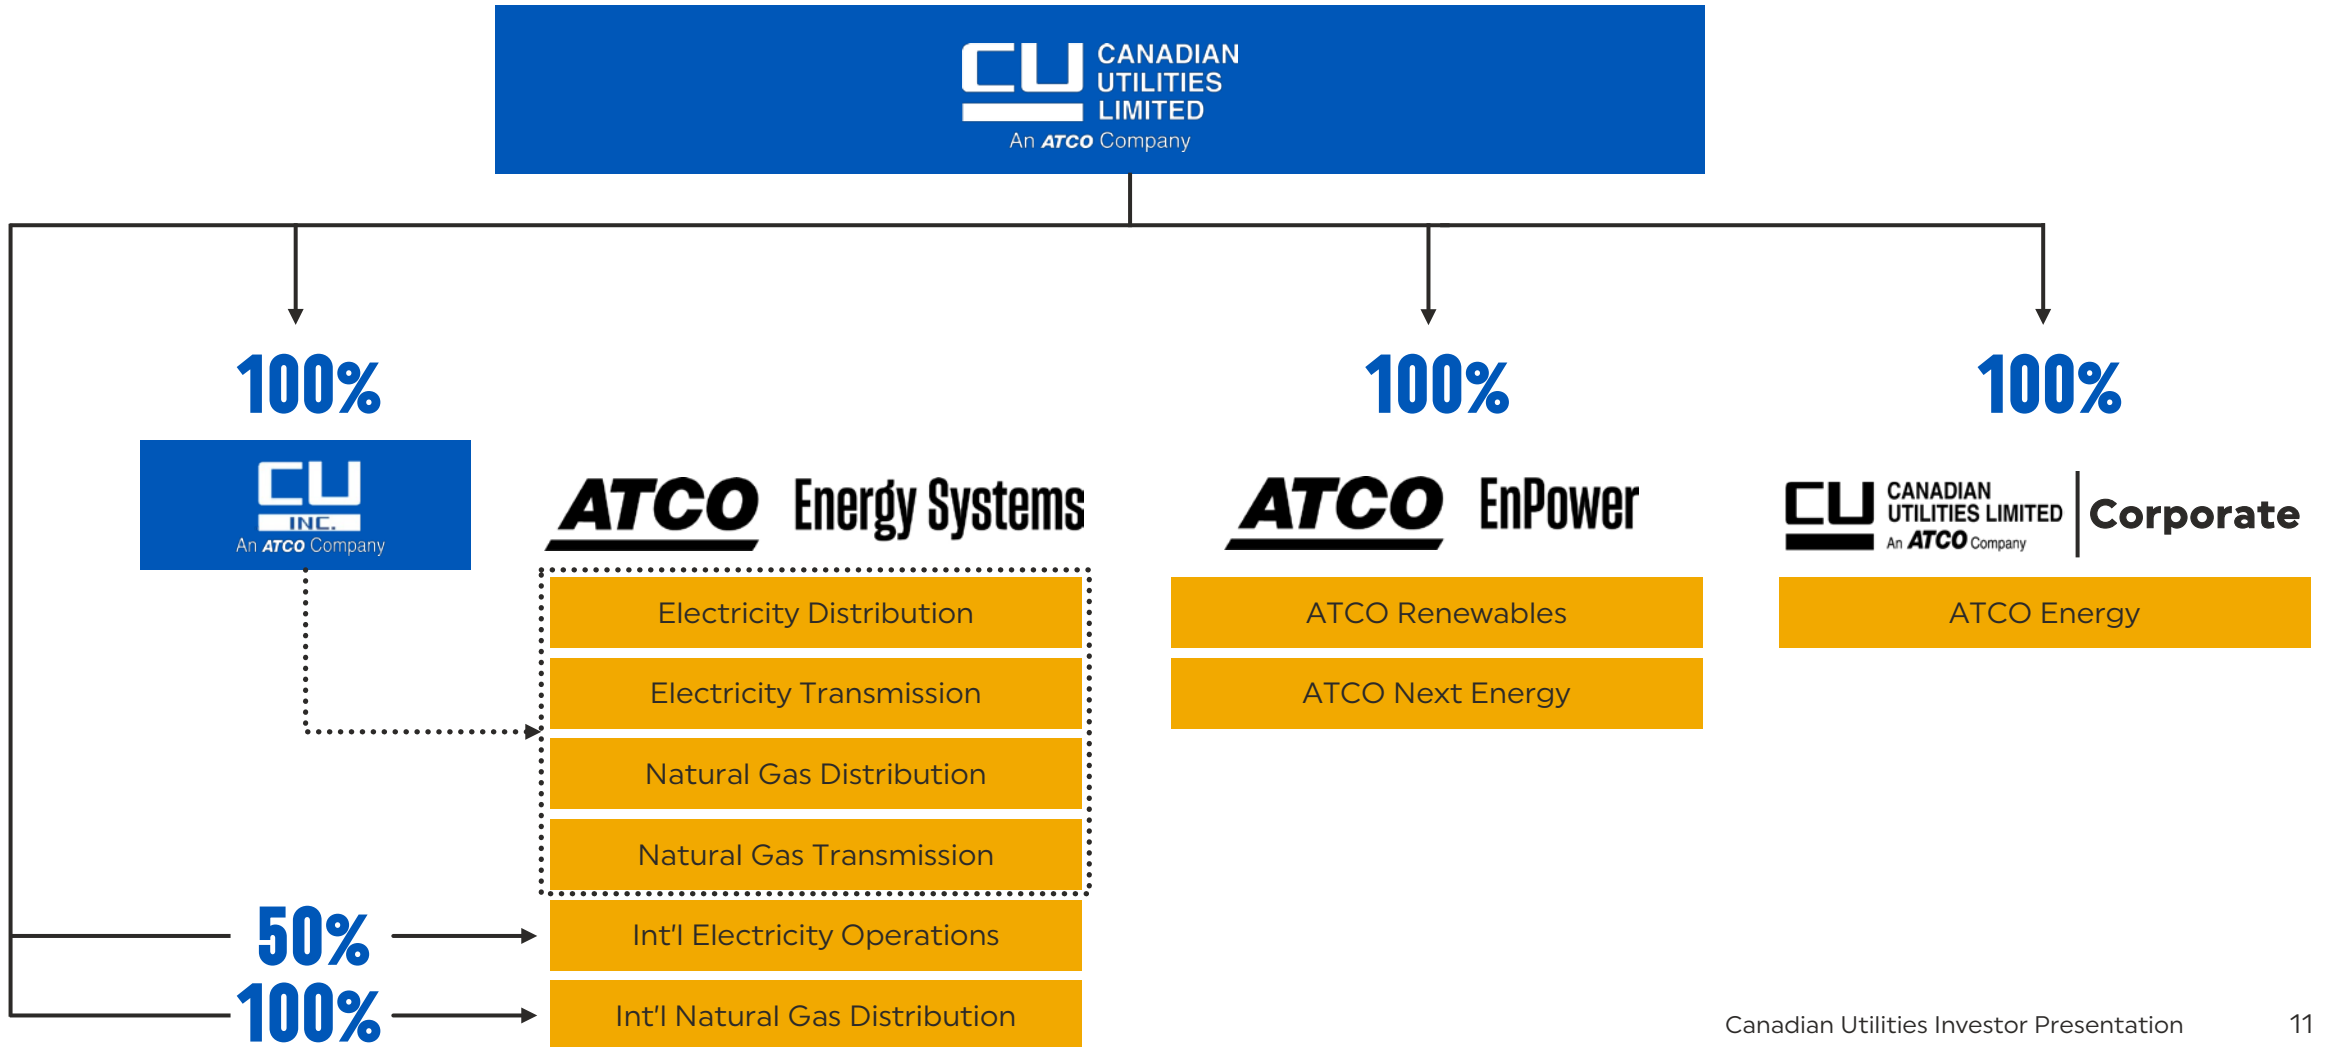 CU CANADIAN
UTILITIES
LIMITED
An ATCO Company
100%
100%
100%
CU
INC.
An ATCO Company
ATCO Energy Systems
ATCO EnPower
CU CANADIAN
UTILITIES LIMITED
An ATCO Company
Corporate
Electricity Distribution
Electricity Transmission
Natural Gas Distribution
Natural Gas Transmission
50%
Int'l Electricity Operations
100%
Int'l Natural Gas Distribution
ATCO Renewables
ATCO Next Energy
ATCO Energy
Canadian Utilities Investor Presentation 11